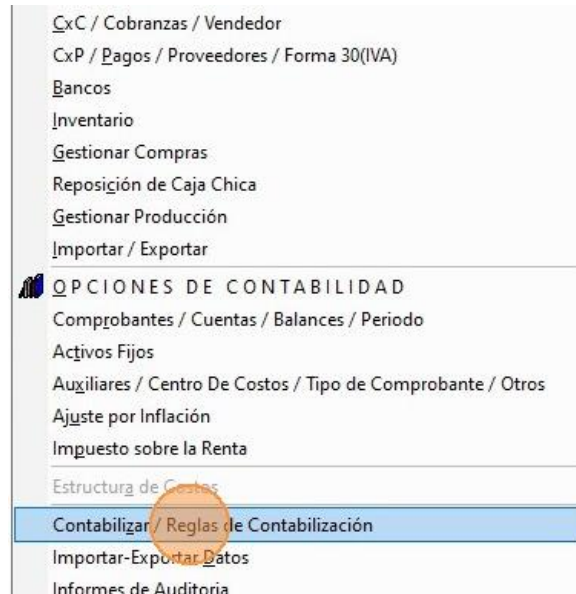 CxC / Cobranzas / Vendedor
CxP / Pagos / Proveedores / Forma 30(IVA)
Bancos
Inventario
Gestionar Compras
Reposición de Caja Chica
Gestionar Producción
Importar / Exportar
OPCIONES DE CONTABILIDAD
Comprobantes / Cuentas / Balances / Periodo
Activos Fijos
Auxiliares / Centro De Costos / Tipo de Comprobante / Otros
Ajuste por Inflación
Impuesto sobre la Renta
Estructura de Costos
Contabilizar / Reglas de Contabilización
Importar-Exportar Datos
Informes de Auditoria